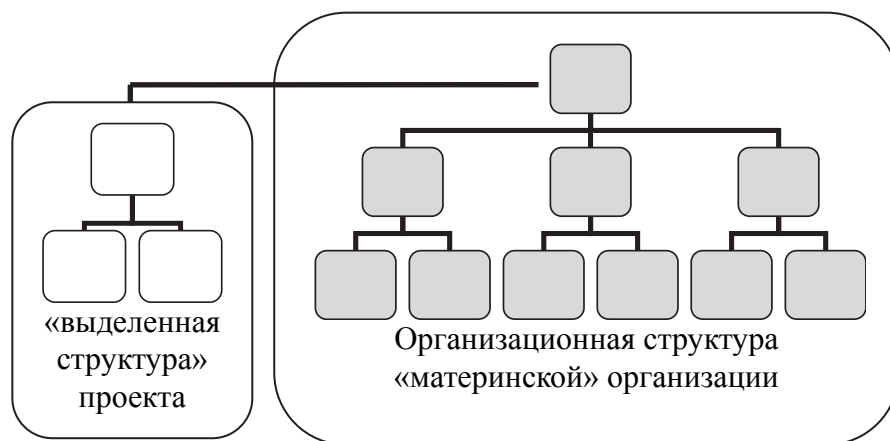 «выделенная
структура»
проекта
Организационная структура
«материнской» организации